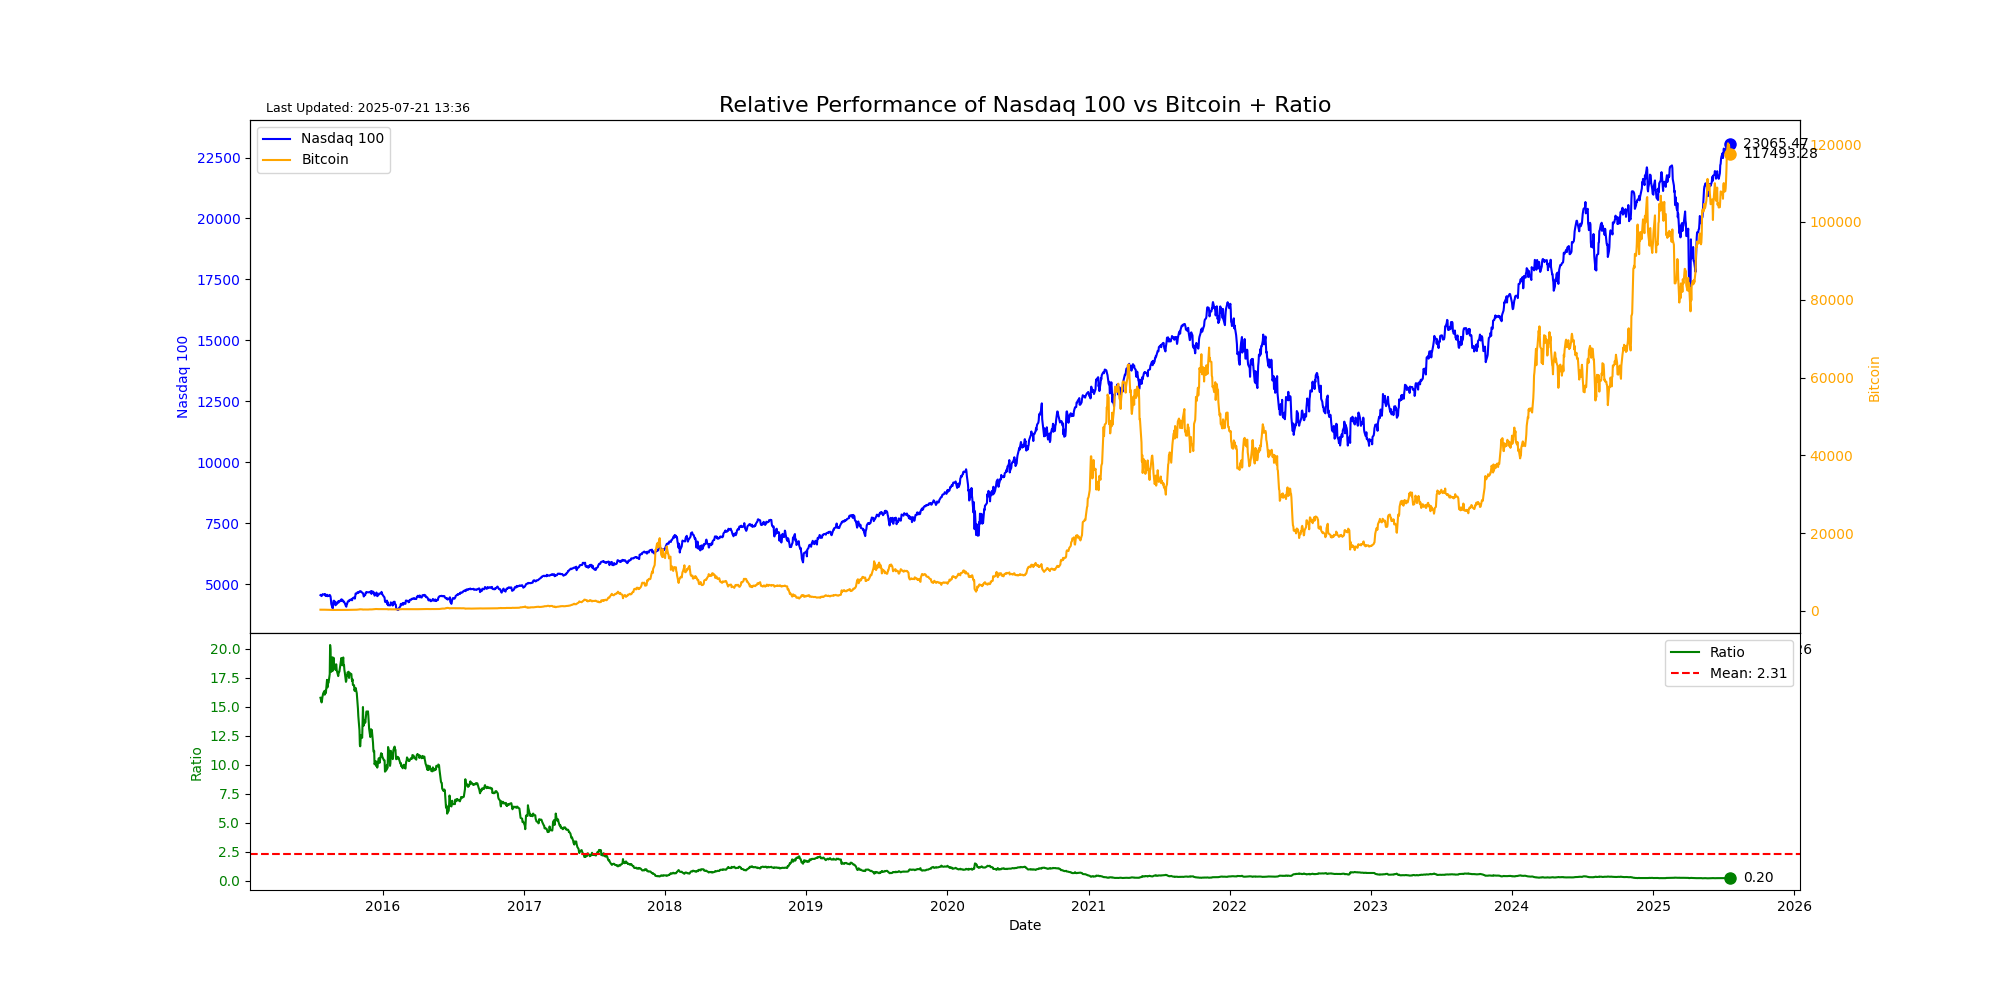 Last Updated: 2025-07-21 13:36
Relative Performance of Nasdaq 100 vs Bitcoin + Ratio
Nasdaq 100
Bitcoin
23065.47
117493.28
22500
20000
17500
15000
12500
10000
7500
5000
Nasdaq 100
120000
100000
80000
60000
40000
20000
0
Bitcoin
20.0
17.5
15.0
12.5
10.0
7.5
5.0
2.5
0.0
Ratio
Ratio
Mean: 2.31
26
0.20
2016 2017 2018 2019 2020 2021 2022 2023 2024 2025 2026
Date